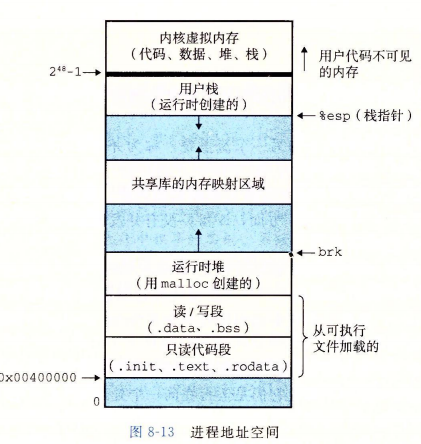 内核虚拟内存
(代码、数据、堆、栈)
用户代码不可见
的内存
2⁴⁸-1
用户栈
(运行时创建的)
%esp(栈指针)
共享库的内存映射区域
brk
运行时堆
(用malloc创建的)
读/写段
(.data、.bss)
从可执行
文件加载的
只读代码段
(.init、.text、.rodata)
0x00400000
0
图 8-13 进程地址空间